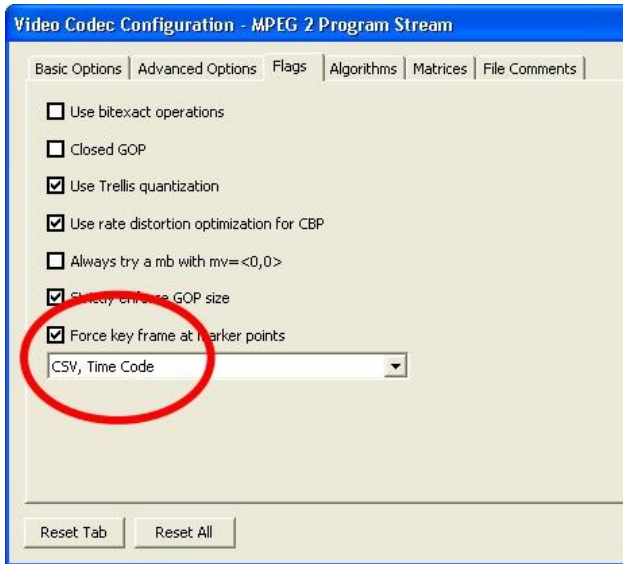 Video Codec Configuration - MPEG 2 Program Stream
Basic Options Advanced Options Flags Algorithms Matrices File Comments
Use bitexact operations
Closed GOP
Use Trellis quantization
Use rate distortion optimization for CBP
Always try a mb with mv=<0,0>
Strictly enforce GOP size
Force key frame at marker points
CSV, Time Code
Reset Tab Reset All